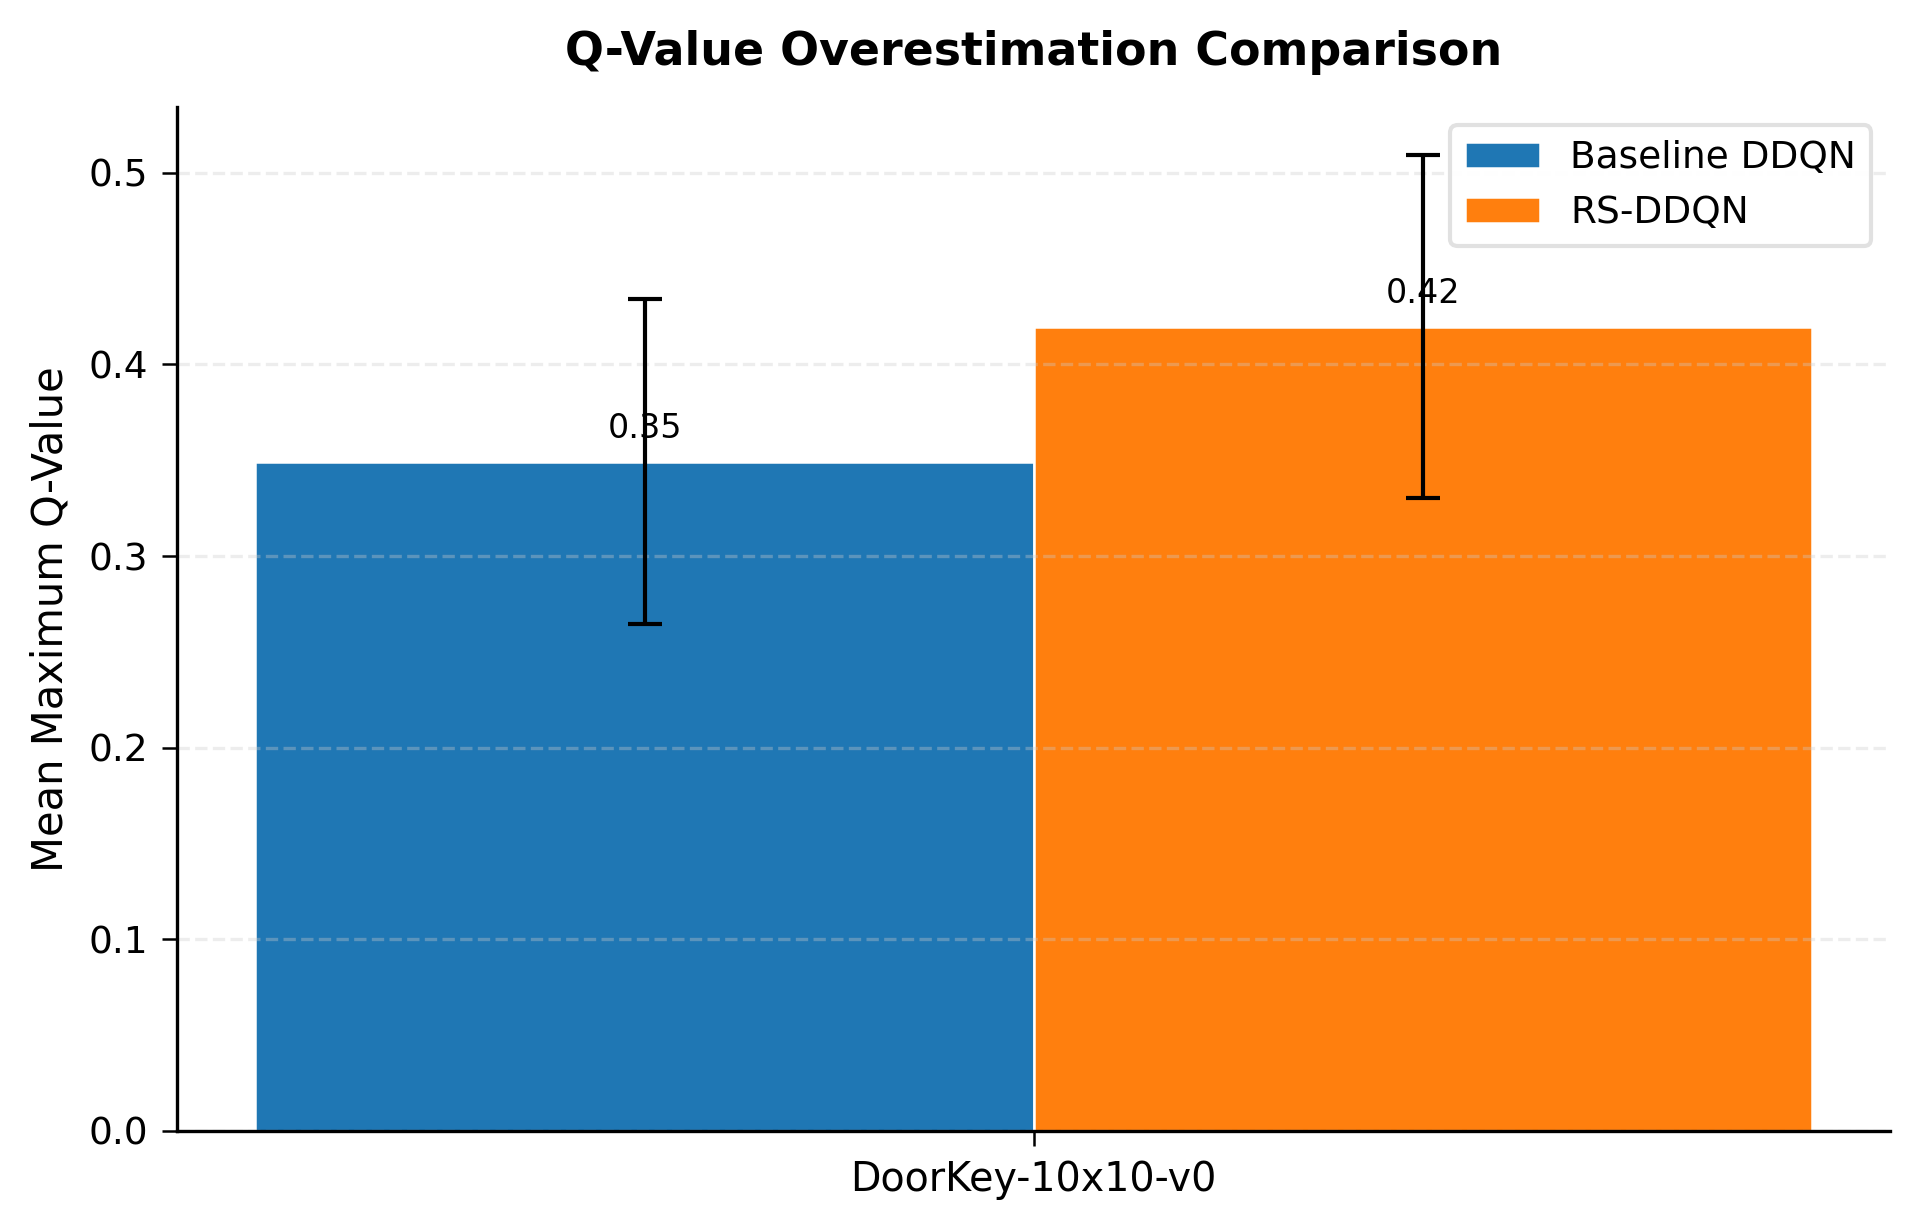 Q-Value Overestimation Comparison
Baseline DDQN
RS-DDQN
Mean Maximum Q-Value
0.5
0.4
0.3
0.2
0.1
0.0
0.35
0.42
DoorKey-10x10-v0